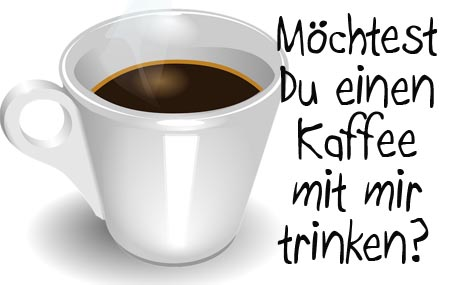 Möchtest
Du einen
Kaffee
mit mir
trinken?